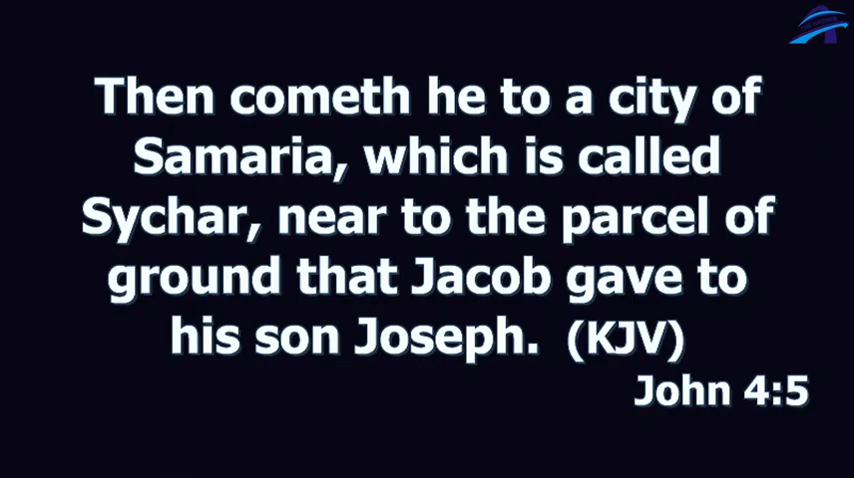 Then cometh he to a city of
Samaria, which is called
Sychar, near to the parcel of
ground that Jacob gave to
his son Joseph. (KJV)
John 4:5